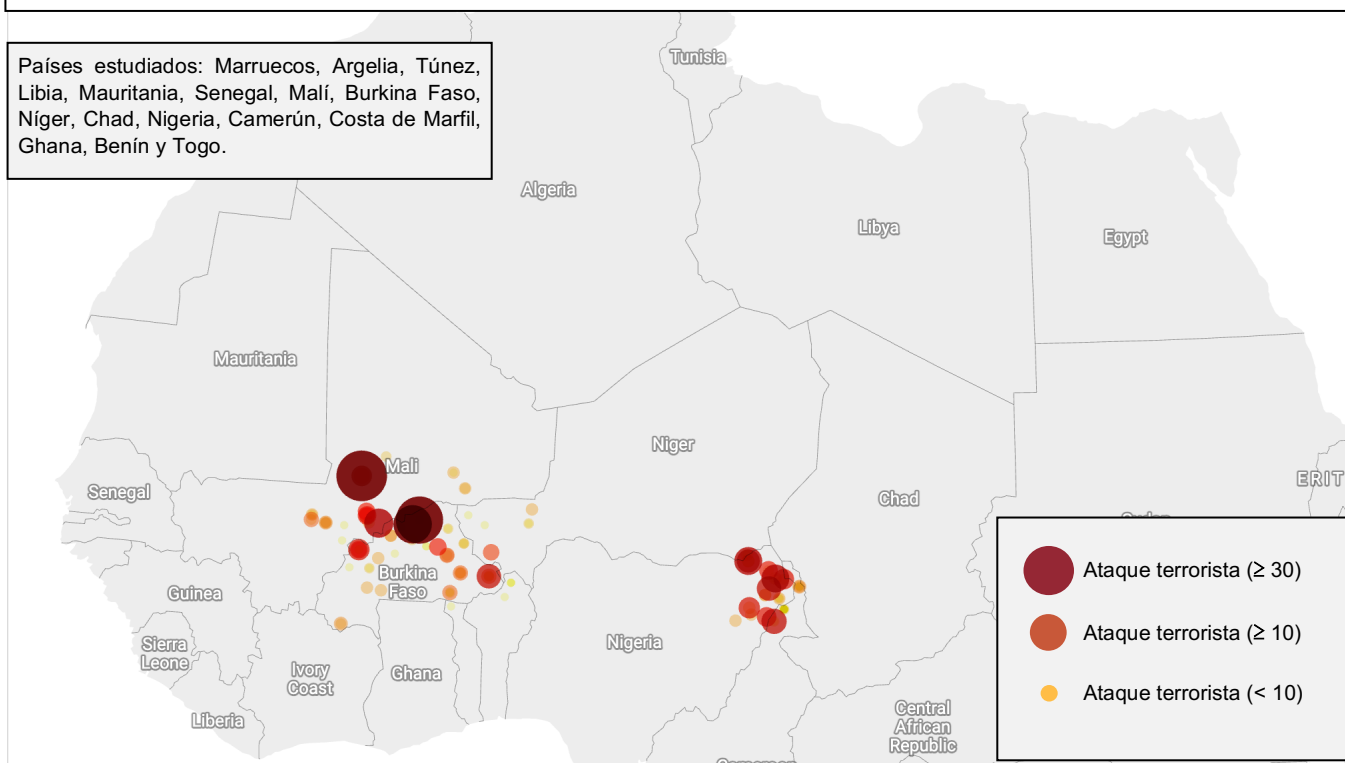 Países estudiados: Marruecos, Argelia, Túnez,
Libia, Mauritania, Senegal, Malí, Burkina Faso,
Níger, Chad, Nigeria, Camerún, Costa de Marfil,
Ghana, Benín y Togo.
Tunisia
Algeria
Libya
Egypt
Mauritania
Niger
Mali
Senegal
Chad
ERIT
Burkina
Faso
Guinea
Sierra
Leone
Nigeria
Ivory
Coast
Ghana
Liberia
Central
African
Republic
Ataque terrorista (≥ 30)
Ataque terrorista (≥ 10)
Ataque terrorista (< 10)